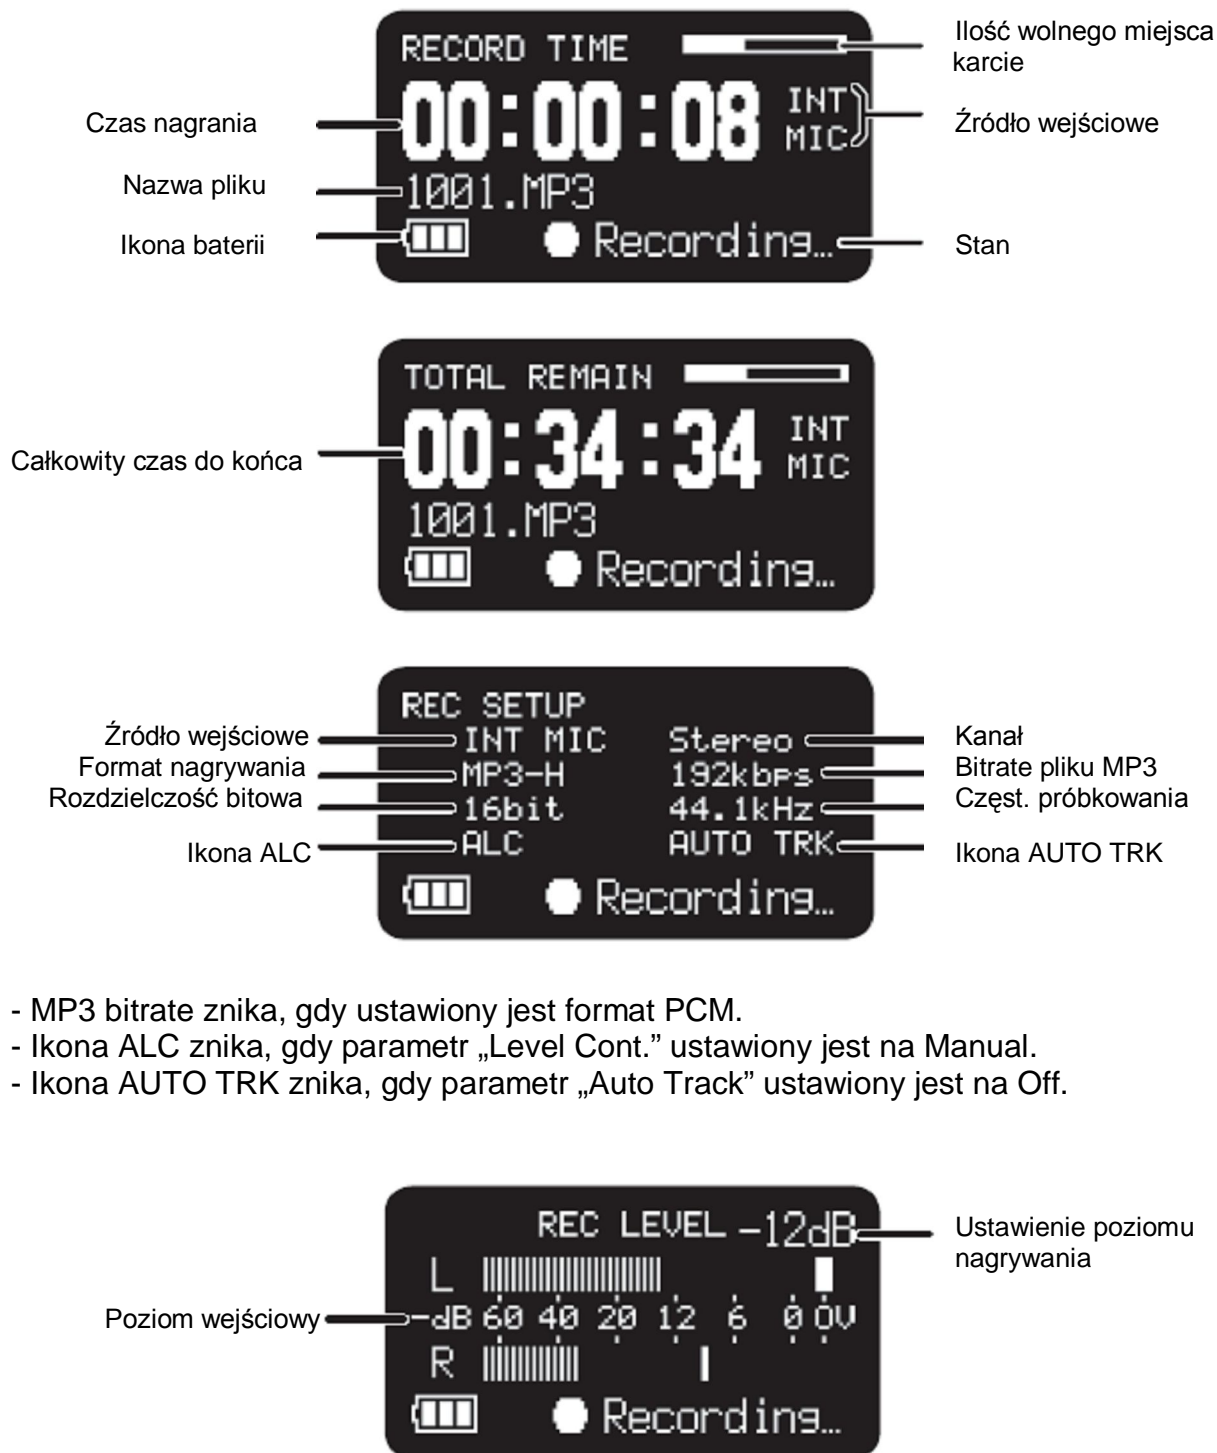 RECORD TIME
Ilość wolnego miejsca
karcie
Czas nagrania
00:00:08
INT
MIC
Źródło wejściowe
Nazwa pliku
1001.MP3
Ikona baterii
Recording...
Stan
TOTAL REMAIN
Całkowity czas do końca
00:34:34
INT
MIC
1001.MP3
Recording...
REC SETUP
Źródło wejściowe INT MIC Stereo Kanał
Format nagrywania MP3-H 192kbps Bitrate pliku MP3
Rozdzielczość bitowa 16bit 44.1kHz Częst. próbkowania
Ikona ALC ALC AUTO TRK Ikona AUTO TRK
Recording...
- MP3 bitrate znika, gdy ustawiony jest format PCM.
- Ikona ALC znika, gdy parametr „Level Cont.” ustawiony jest na Manual.
- Ikona AUTO TRK znika, gdy parametr „Auto Track” ustawiony jest na Off.
REC LEVEL -12dB
Ustawienie poziomu
nagrywania
L
Poziom wejściowy -dB 60 40 20 12 6 0 OV
R
Recording...